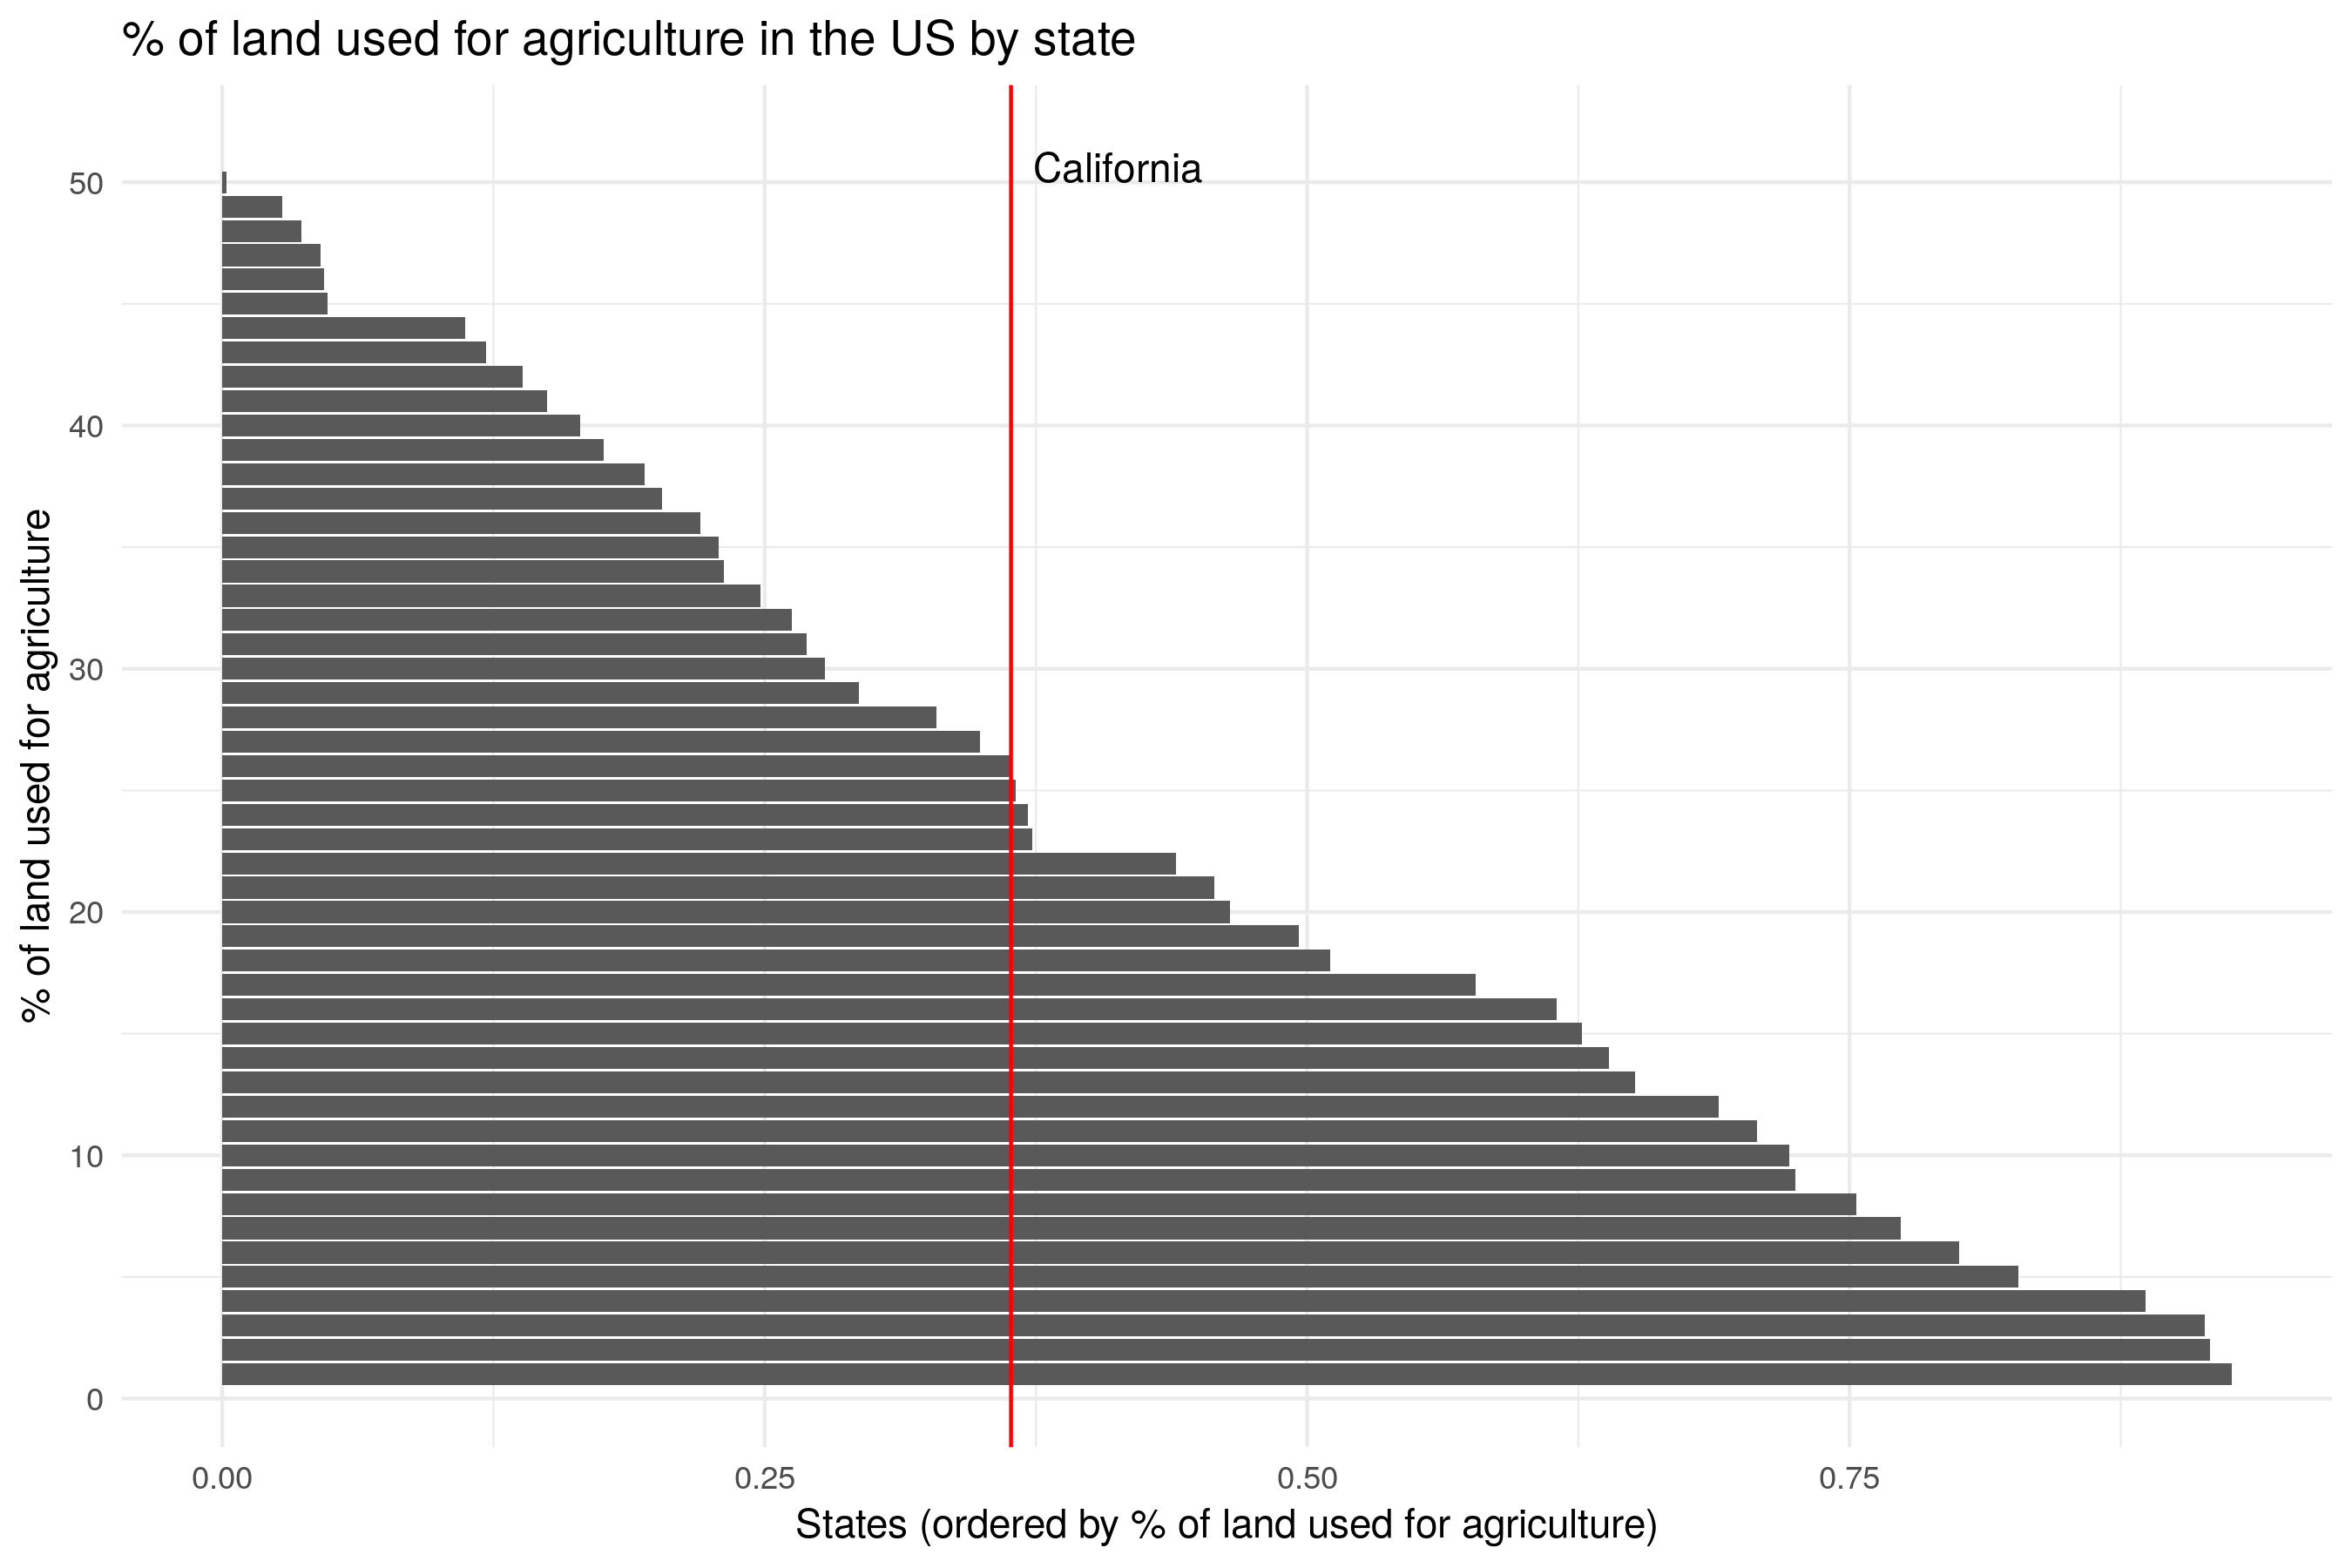 % of land used for agriculture in the US by state
California
50
40
30
20
10
0
% of land used for agriculture
0.00 0.25 0.50 0.75
States (ordered by % of land used for agriculture)